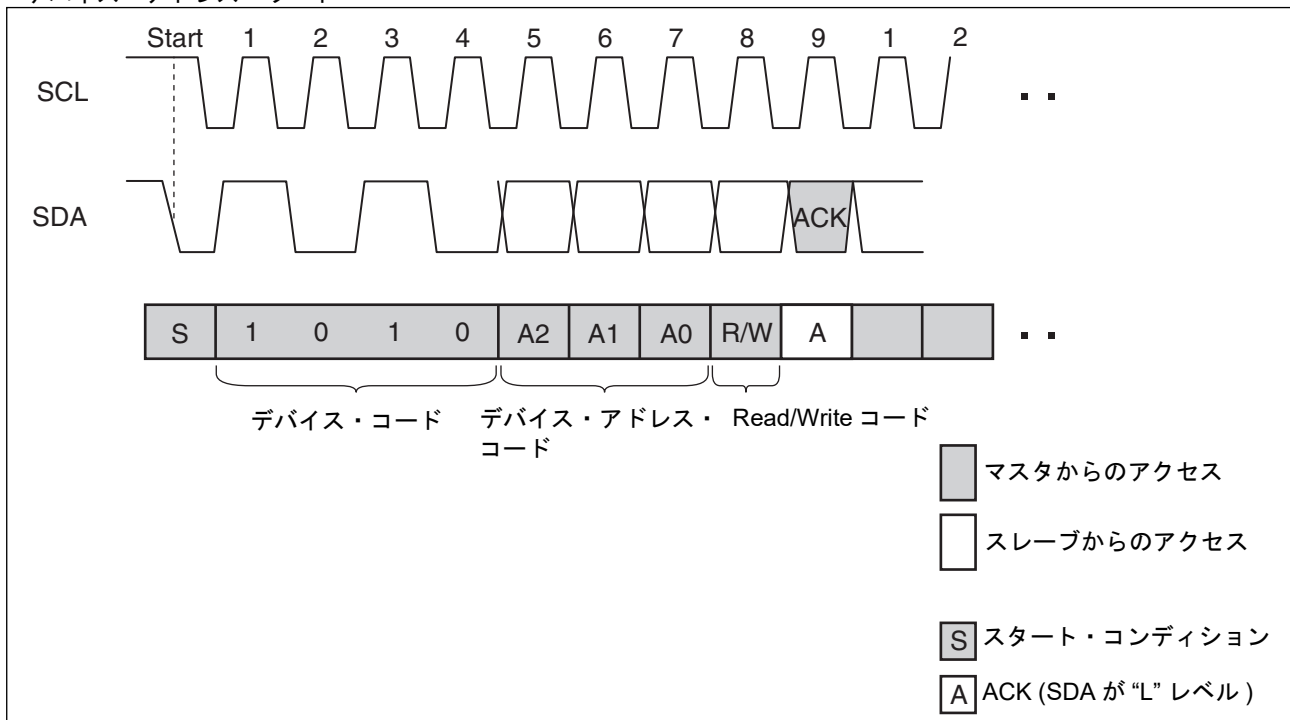 Start 1 2 3 4 5 6 7 8 9 1 2
SCL
SDA
ACK
S 1 0 1 0 A2 A1 A0 R/W A
デバイス・コード
デバイス・アドレス・
コード
Read/Write コード
マスタからのアクセス
スレーブからのアクセス
S スタート・コンディション
A ACK (SDA が “L” レベル )